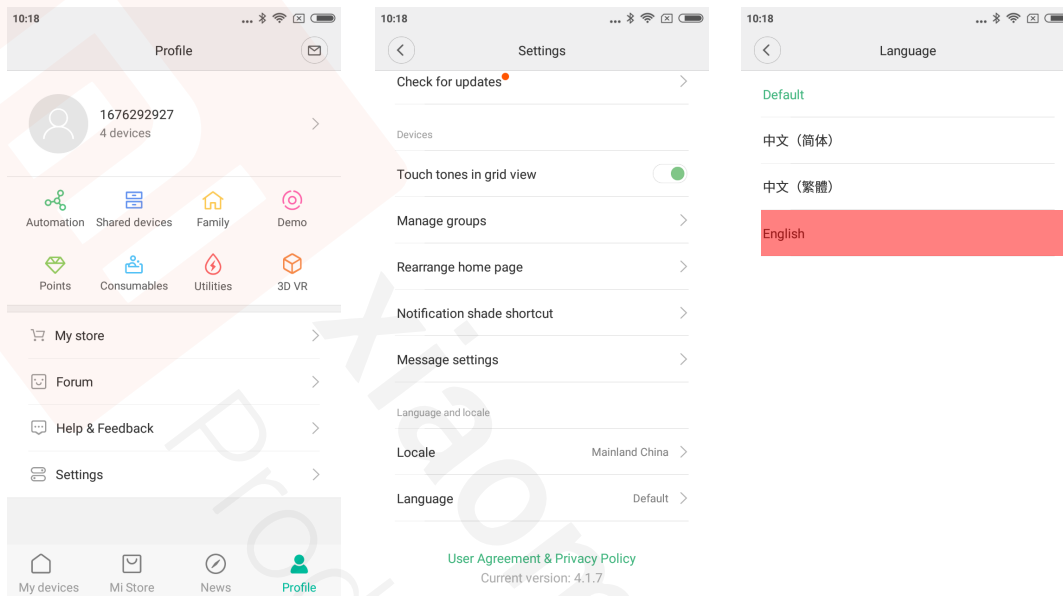 10:18
Profile
1676292927
4 devices
Automation Shared devices Family Demo
Points Consumables Utilities 3D VR
My store
Forum
Help & Feedback
Settings
My devices Mi Store News Profile
10:18
Settings
Check for updates
Devices
Touch tones in grid view
Manage groups
Rearrange home page
Notification shade shortcut
Message settings
Language and locale
Locale Mainland China
Language Default
User Agreement & Privacy Policy
Current version: 4.1.7
10:18
Language
Default
中文（简体）
中文（繁體）
English